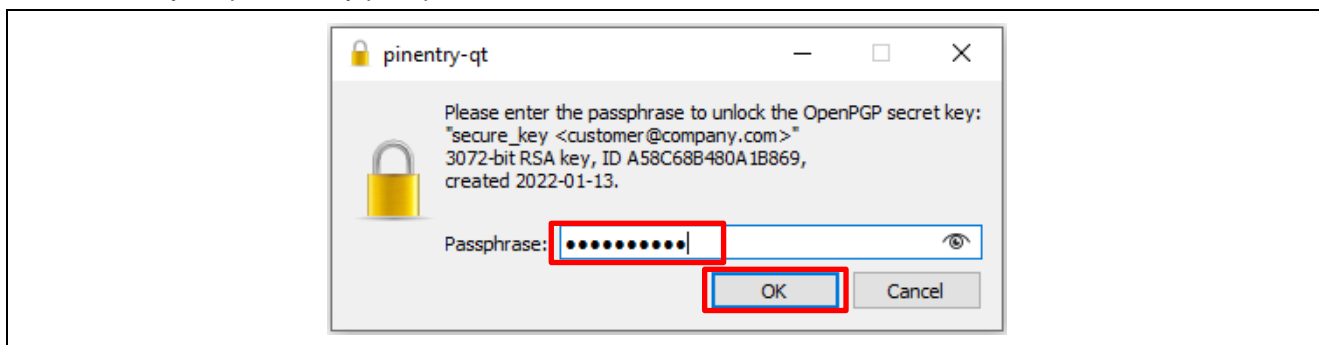 pinentry-qt
Please enter the passphrase to unlock the OpenPGP secret key:
"secure_key <customer@company.com>"
3072-bit RSA key, ID A58C68B480A1B869,
created 2022-01-13.
Passphrase: ●●●●●●●●●●
OK Cancel